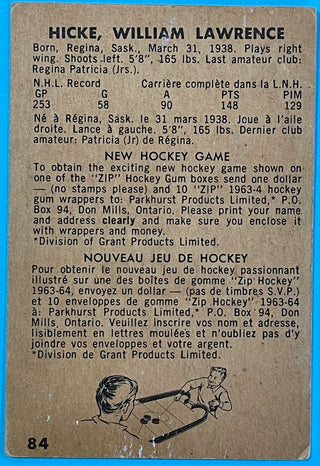 HICKE, WILLIAM LAWRENCE
Born, Regina, Sask., March 31, 1938. Plays right
wing. Shoots left. 5'8", 165 lbs. Last amateur club:
Regina Patricia (Jrs.).
N.H.L. Record Carrière complète dans la L.N.H.
GP G A PTS PIM
253 58 90 148 129
Né à Régina, Sask. le 31 mars 1938. Joue à l'aile
droite. Lance à gauche. 5'8", 165 lbs. Dernier club
amateur: Patricia (Jr) de Régina.
NEW HOCKEY GAME
To obtain the exciting new hockey game shown on
one of the "ZIP" Hockey Gum boxes send one dollar
— (no stamps please) — and 10 "ZIP" 1963-4 hockey
gum wrappers to: Parkhurst Products Limited,* P.O.
Box 94, Don Mills, Ontario. Please print your name
and address clearly and make sure you enclose it
with wrappers and money.
*Division of Grant Products Limited.
NOUVEAU JEU DE HOCKEY
Pour obtenir le nouveau jeu de hockey passionnant
illustré sur une des boîtes de gomme "Zip Hockey"
1963-64, envoyez un dollar — (pas de timbres S.V.P.)
et 10 enveloppes de gomme "Zip Hockey" 1963-64
à: Parkhurst Products Limited,* P.O. Box 94, Don
Mills, Ontario. Veuillez inscrire vos nom et adresse,
lisiblement en lettres moulées et n'oubliez pas d'y
joindre vos enveloppes et votre argent.
*Division de Grant Products Limited.
84